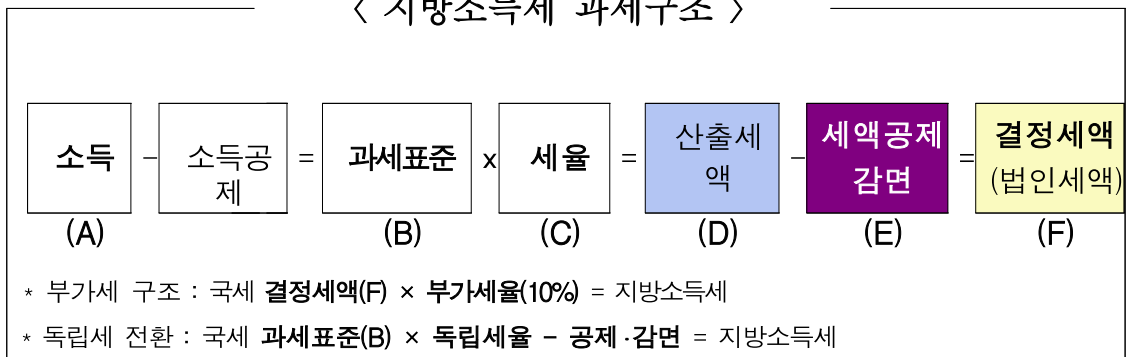 < 지방소득세 과세구조 >
소득 - 소득공제 = 과세표준 x 세율 = 산출세액 - 세액공제 감면 = 결정세액 (법인세액)
(A) (B) (C) (D) (E) (F)
* 부가세 구조 : 국세 결정세액(F) × 부가세율(10%) = 지방소득세
* 독립세 전환 : 국세 과세표준(B) × 독립세율 - 공제·감면 = 지방소득세